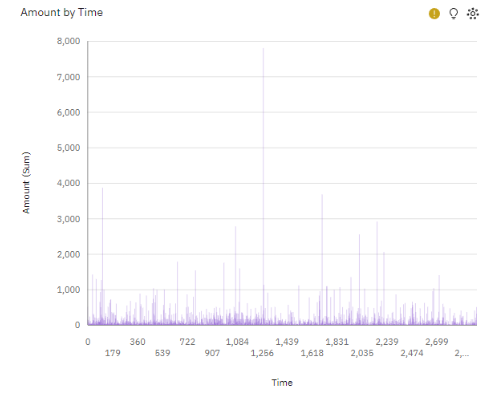 Amount by Time
8,000
7,000
6,000
5,000
4,000
3,000
2,000
1,000
0
Amount (Sum)
0 360 722 1,084 1,439 1,831 2,239 2,699
179 539 907 1,266 1,618 2,035 2,474 2,...
Time